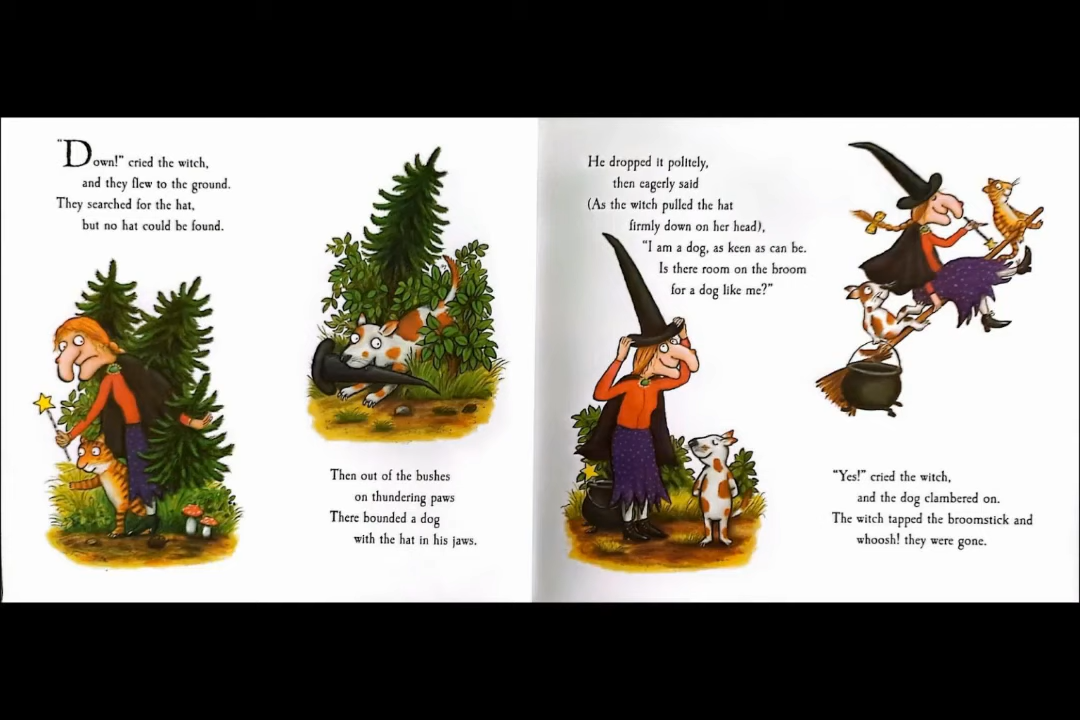 "Down!" cried the witch,
and they flew to the ground.
They searched for the hat,
but no hat could be found.
Then out of the bushes
on thundering paws
There bounded a dog
with the hat in his jaws.
He dropped it politely,
then eagerly said
(As the witch pulled the hat
firmly down on her head),
"I am a dog, as keen as can be.
Is there room on the broom
for a dog like me?"
"Yes!" cried the witch,
and the dog clambered on.
The witch tapped the broomstick and
whoosh! they were gone.